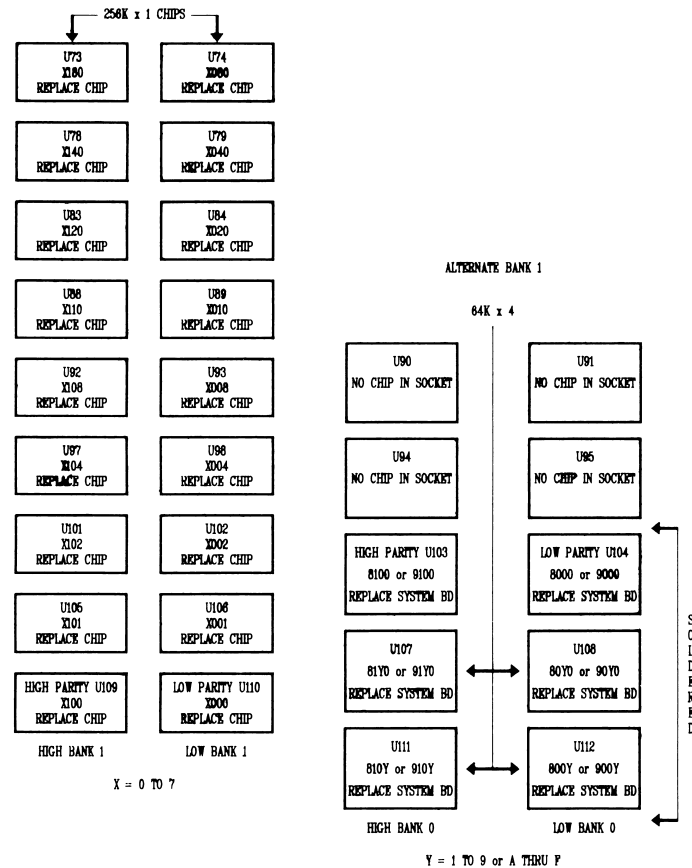 256K x 1 CHIPS
U73
X180
REPLACE CHIP
U74
X080
REPLACE CHIP
U78
X140
REPLACE CHIP
U79
X040
REPLACE CHIP
U83
X120
REPLACE CHIP
U84
X020
REPLACE CHIP
U88
X110
REPLACE CHIP
U89
X010
REPLACE CHIP
U92
X108
REPLACE CHIP
U93
X008
REPLACE CHIP
U97
X104
REPLACE CHIP
U98
X004
REPLACE CHIP
U101
X102
REPLACE CHIP
U102
X002
REPLACE CHIP
U105
X101
REPLACE CHIP
U106
X001
REPLACE CHIP
HIGH PARITY U109
X100
REPLACE CHIP
LOW PARITY U110
X000
REPLACE CHIP
HIGH BANK 1
LOW BANK 1
X = 0 TO 7
ALTERNATE BANK 1
64K x 4
U90
NO CHIP IN SOCKET
U91
NO CHIP IN SOCKET
U94
NO CHIP IN SOCKET
U95
NO CHIP IN SOCKET
HIGH PARITY U103
8100 or 9100
REPLACE SYSTEM BD
LOW PARITY U104
8000 or 9000
REPLACE SYSTEM BD
U107
81Y0 or 91Y0
REPLACE SYSTEM BD
U108
80Y0 or 90Y0
REPLACE SYSTEM BD
U111
810Y or 910Y
REPLACE SYSTEM BD
U112
800Y or 900Y
REPLACE SYSTEM BD
SOLDERED
HIGH BANK 0
LOW BANK 0
Y = 1 TO 9 or A THRU F